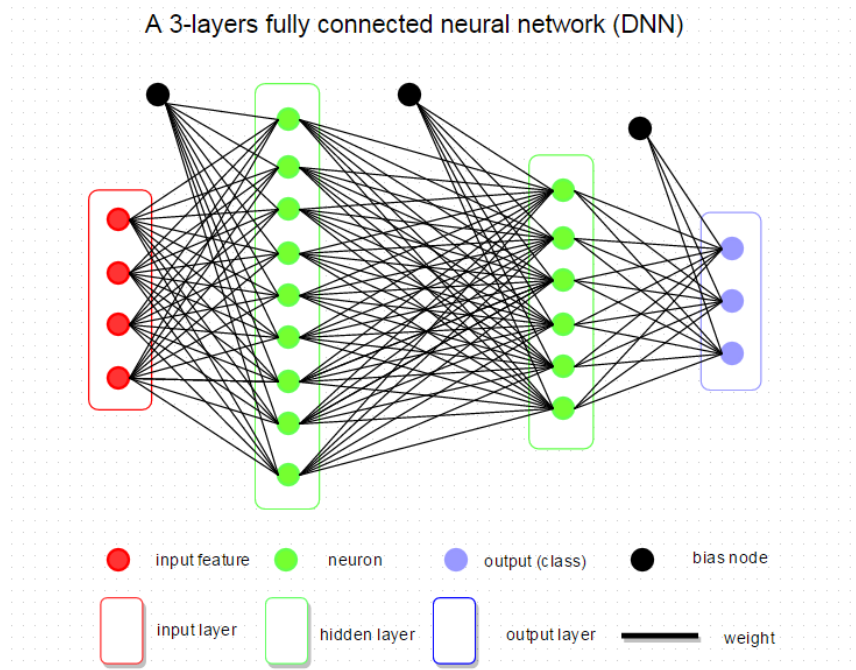 A 3-layers fully connected neural network (DNN)
input feature
neuron
output (class)
bias node
input layer
hidden layer
output layer
weight